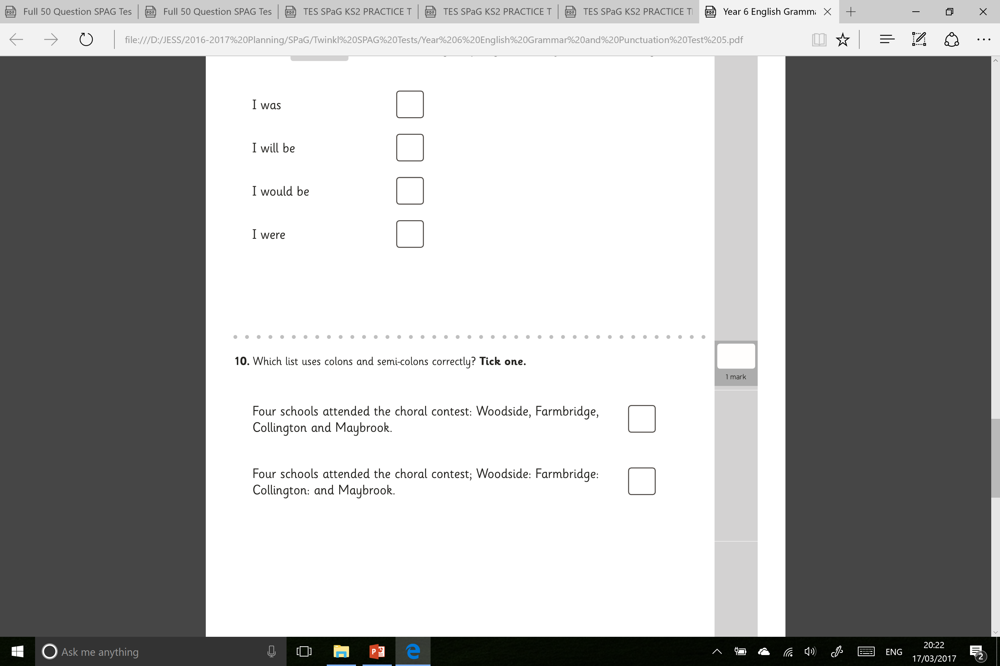 Full 50 Question SPAG Tes
Full 50 Question SPAG Tes
TES SPaG KS2 PRACTICE T
TES SPaG KS2 PRACTICE T
TES SPaG KS2 PRACTICE T
Year 6 English Gramma
file:///D:/JESS/2016-2017%20Planning/SPaG/Twinkl%20SPAG%20Tests/Year%206%20English%20Grammar%20and%20Punctuation%20Test%205.pdf
I was
I will be
I would be
I were
10. Which list uses colons and semi-colons correctly? Tick one.
1 mark
Four schools attended the choral contest: Woodside, Farmbridge,
Collington and Maybrook.
Four schools attended the choral contest; Woodside: Farmbridge:
Collington: and Maybrook.
Ask me anything
ENG
20:22
17/03/2017
2